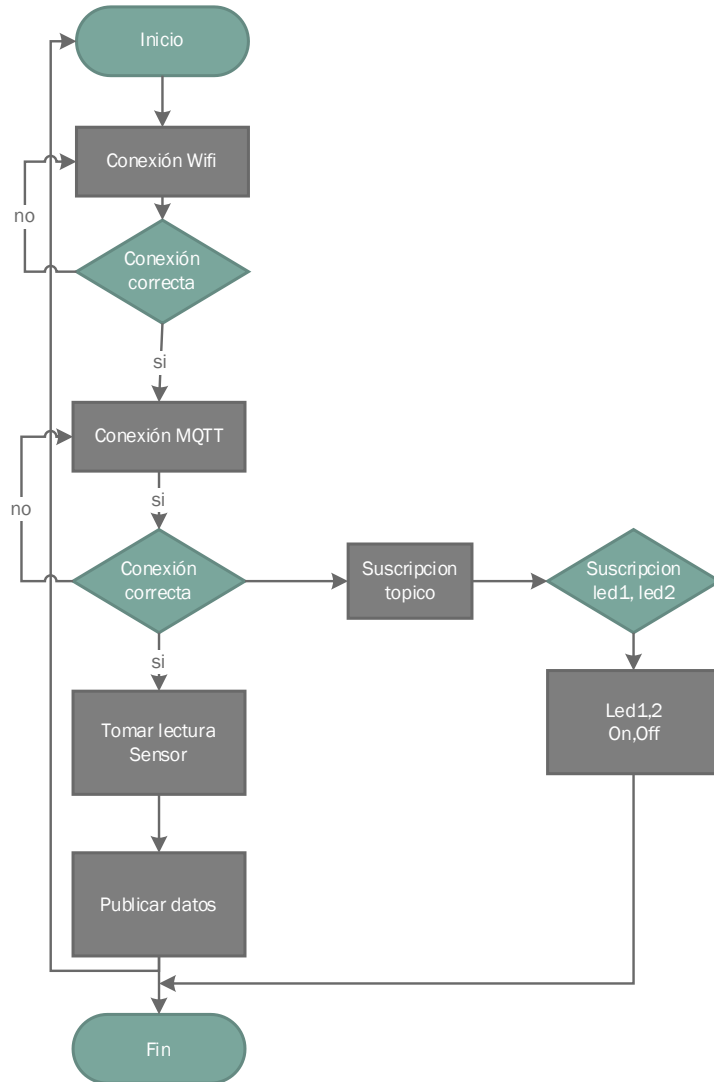 Inicio
Conexión Wifi
no
Conexión
correcta
si
Conexión MQTT
si
no
Conexión
correcta
Suscripcion
topico
Suscripcion
led1, led2
si
Tomar lectura
Sensor
Led1,2
On,Off
Publicar datos
Fin